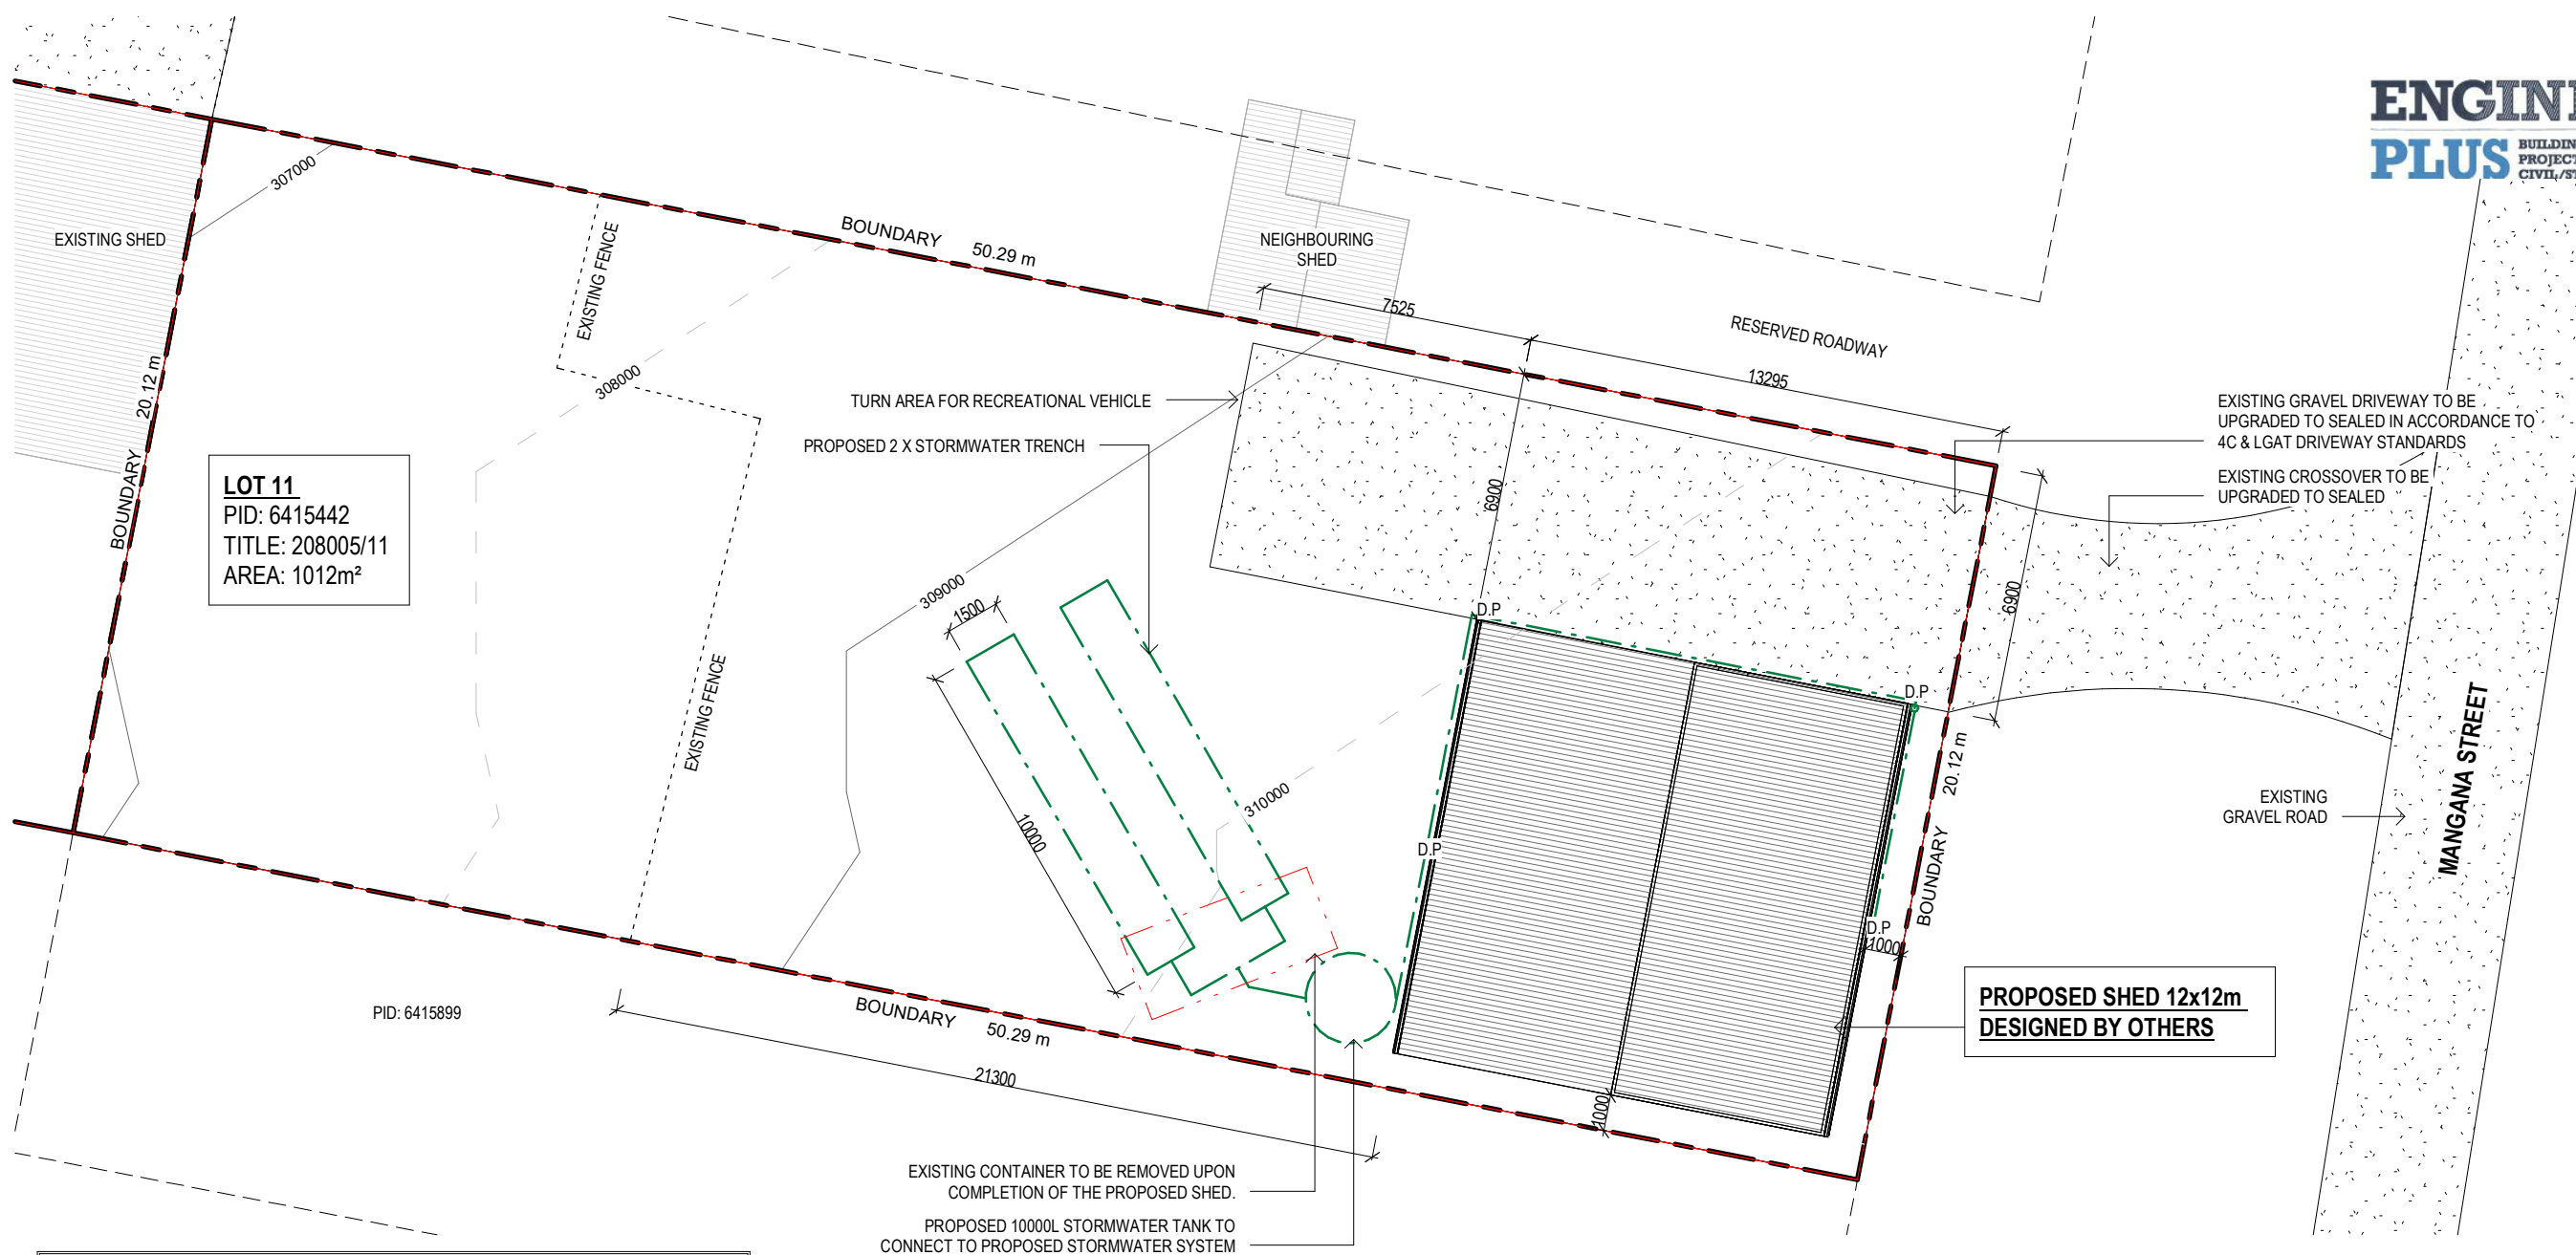 ENGIN
PLUS
BUILDIN
PROJECT
CIVIL/ST
307000
EXISTING SHED
BOUNDARY
50.29 m
EXISTING FENCE
NEIGHBOURING
SHED
7525
RESERVED ROADWAY
13295
308000
TURN AREA FOR RECREATIONAL VEHICLE
PROPOSED 2 X STORMWATER TRENCH
EXISTING GRAVEL DRIVEWAY TO BE
UPGRADED TO SEALED IN ACCORDANCE TO
4C & LGAT DRIVEWAY STANDARDS
EXISTING CROSSOVER TO BE
UPGRADED TO SEALED
20.12 m
BOUNDARY
LOT 11
PID: 6415442
TITLE: 208005/11
AREA: 1012m²
6900
6900
309000
1500
D.P
D.P
EXISTING FENCE
MANGANA STREET
20.12 m
BOUNDARY
310000
EXISTING
GRAVEL ROAD
10000
D.P
D.P
1000
PID: 6415899
BOUNDARY
50.29 m
PROPOSED SHED 12x12m
DESIGNED BY OTHERS
21300
1000
EXISTING CONTAINER TO BE REMOVED UPON
COMPLETION OF THE PROPOSED SHED.
PROPOSED 10000L STORMWATER TANK TO
CONNECT TO PROPOSED STORMWATER SYSTEM